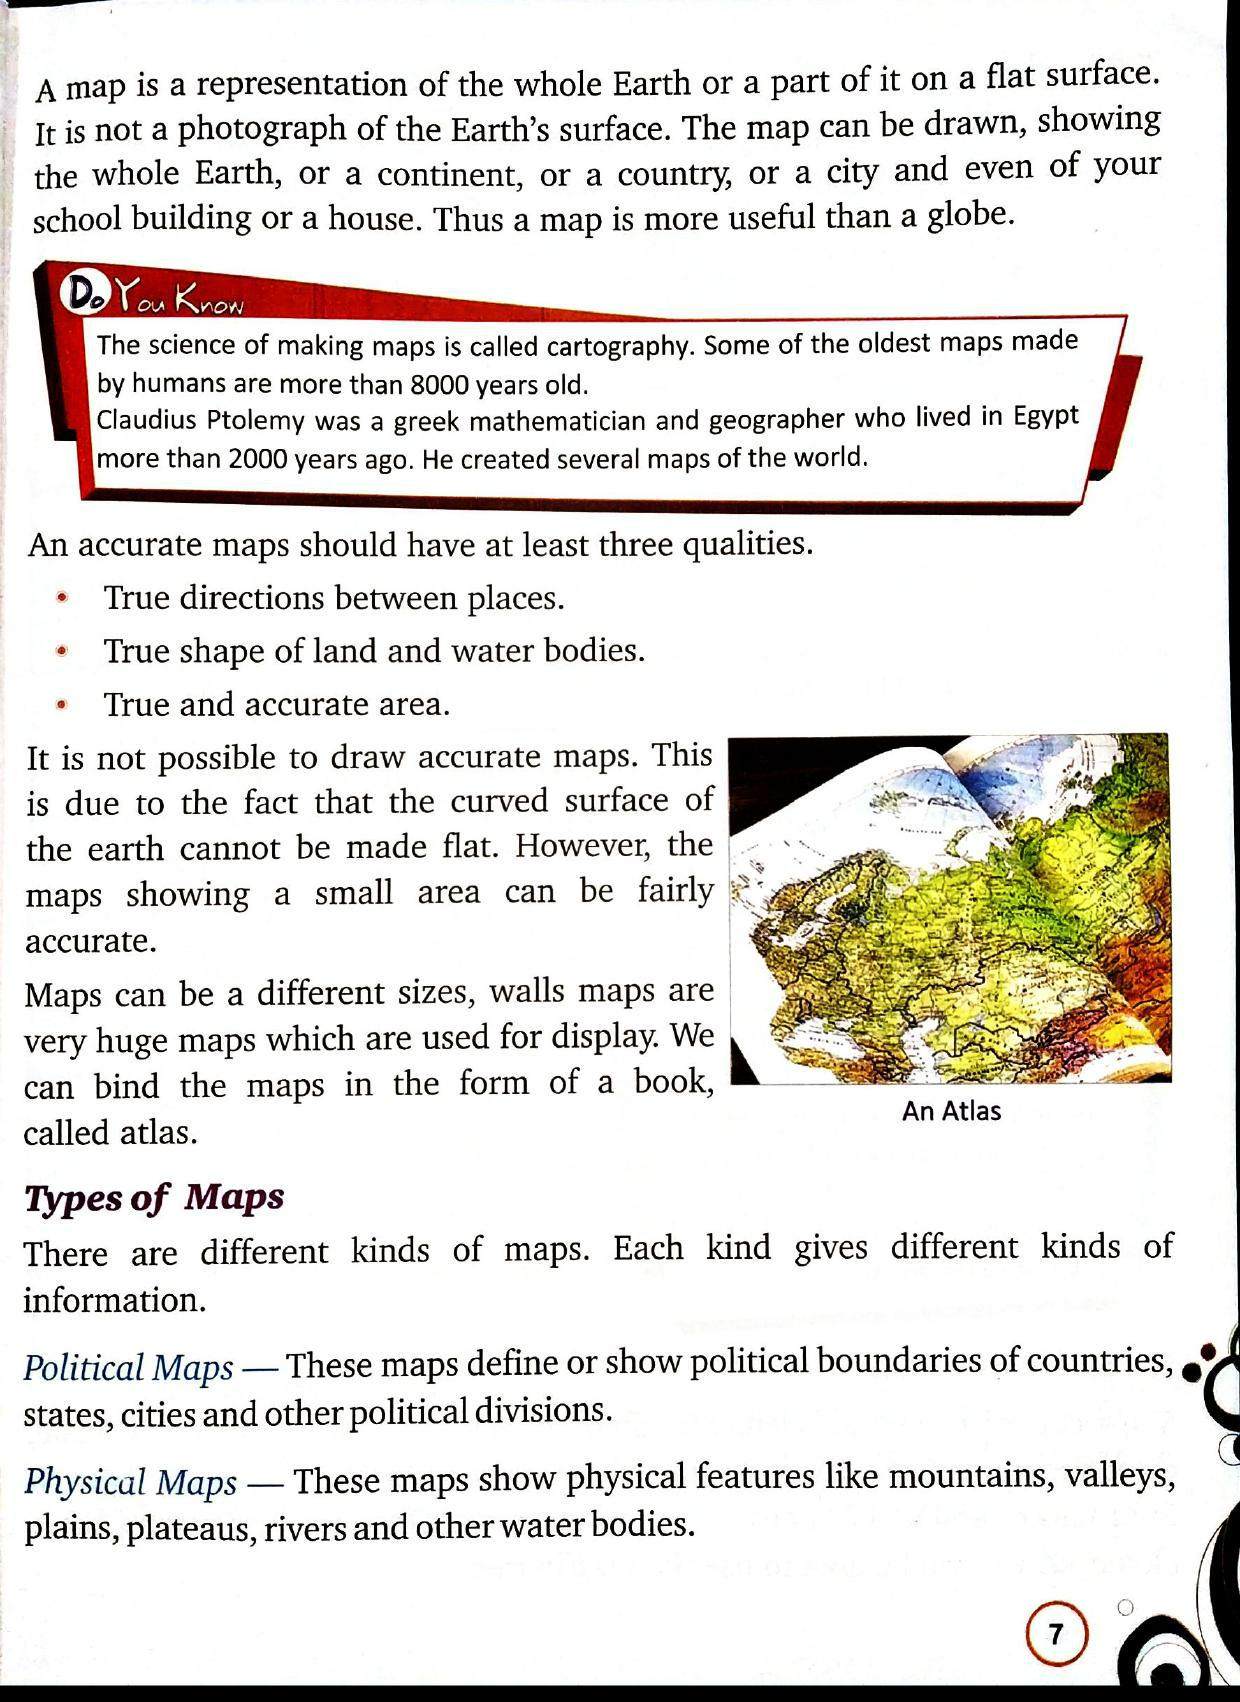 A map is a representation of the whole Earth or a part of it on a flat surface.
It is not a photograph of the Earth's surface. The map can be drawn, showing
the whole Earth, or a continent, or a country, or a city and even of your
school building or a house. Thus a map is more useful than a globe.
Do You Know
The science of making maps is called cartography. Some of the oldest maps made
by humans are more than 8000 years old.
Claudius Ptolemy was a greek mathematician and geographer who lived in Egypt
more than 2000 years ago. He created several maps of the world.
An accurate maps should have at least three qualities.
• True directions between places.
• True shape of land and water bodies.
• True and accurate area.
It is not possible to draw accurate maps. This
is due to the fact that the curved surface of
the earth cannot be made flat. However, the
maps showing a small area can be fairly
accurate.
Maps can be a different sizes, walls maps are
very huge maps which are used for display. We
can bind the maps in the form of a book,
called atlas.
An Atlas
Types of Maps
There are different kinds of maps. Each kind gives different kinds of
information.
Political Maps — These maps define or show political boundaries of countries,
states, cities and other political divisions.
Physical Maps — These maps show physical features like mountains, valleys,
plains, plateaus, rivers and other water bodies.
7